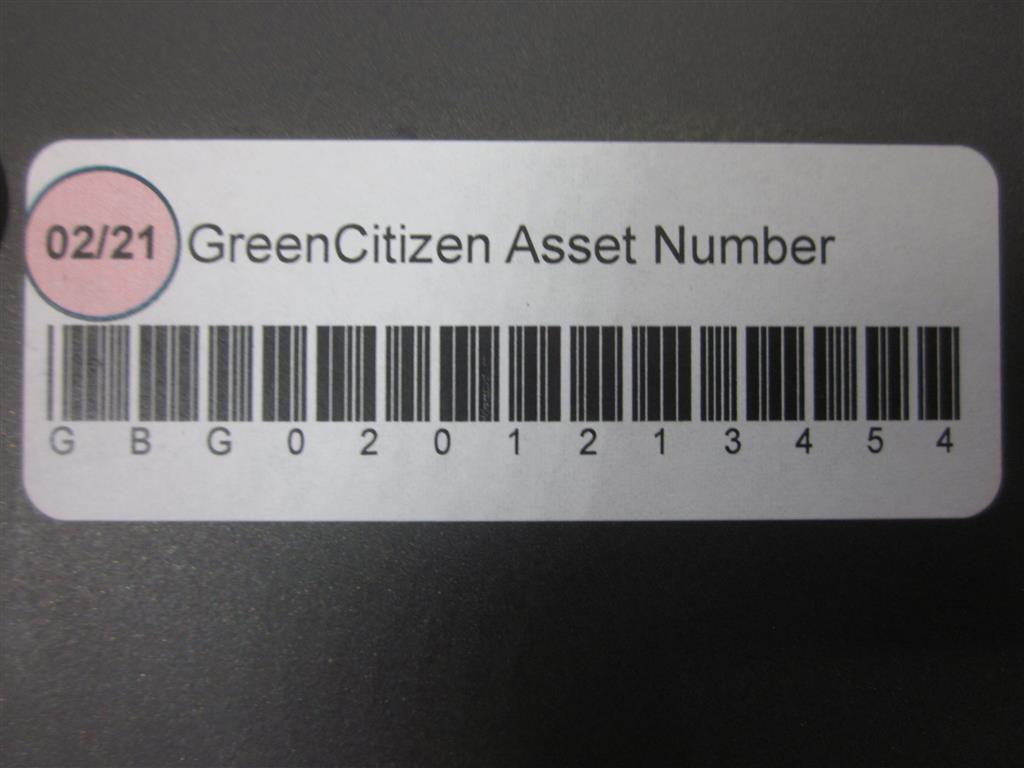 02/21 GreenCitizen Asset Number
G B G 0 2 0 1 2 1 3 4 5 4